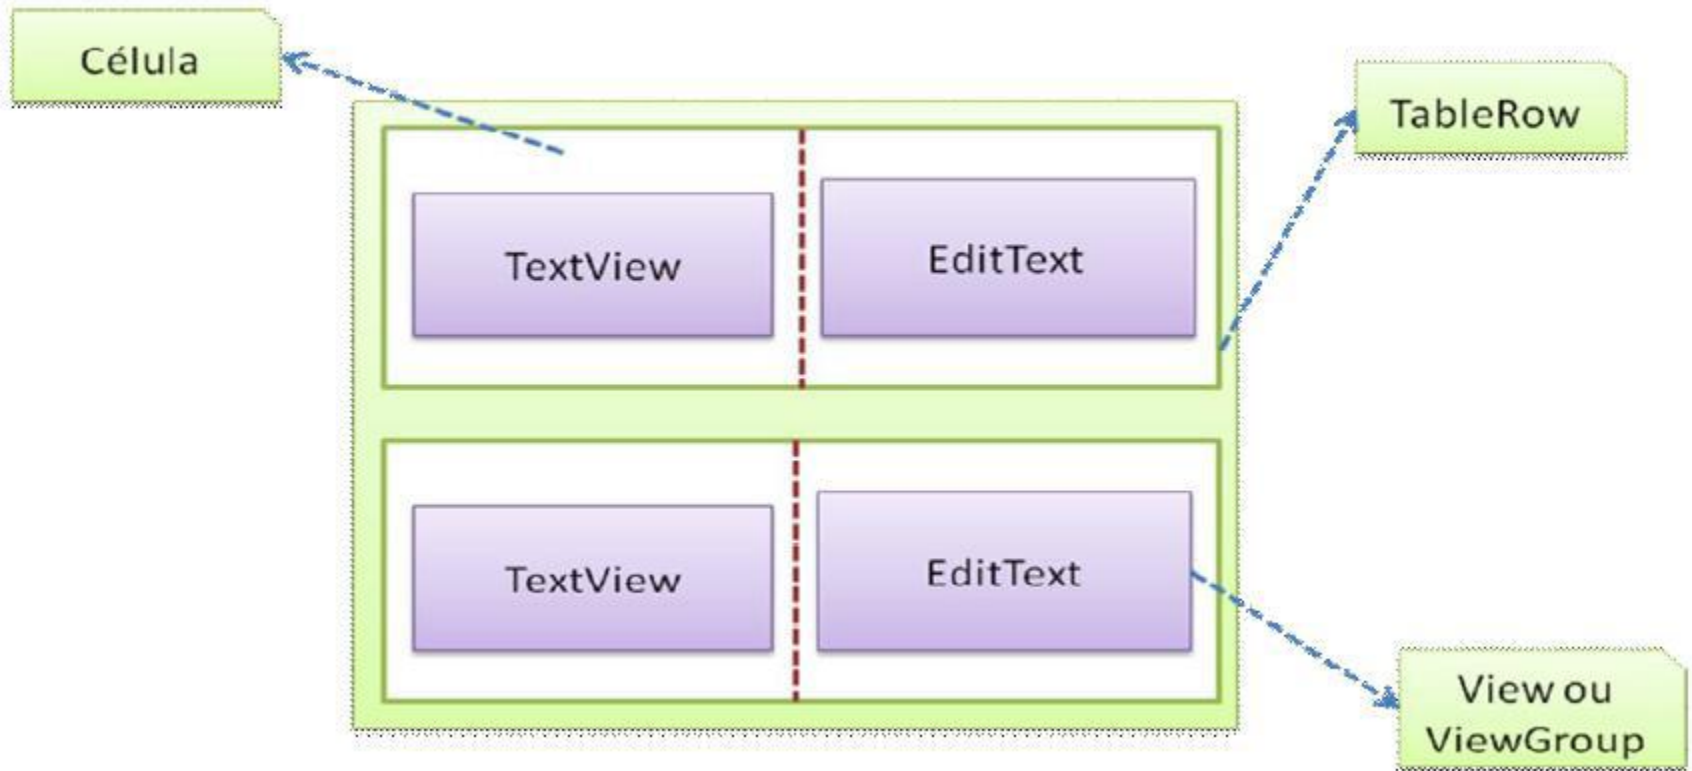 Célula
TableRow
TextView
EditText
TextView
EditText
View ou
ViewGroup